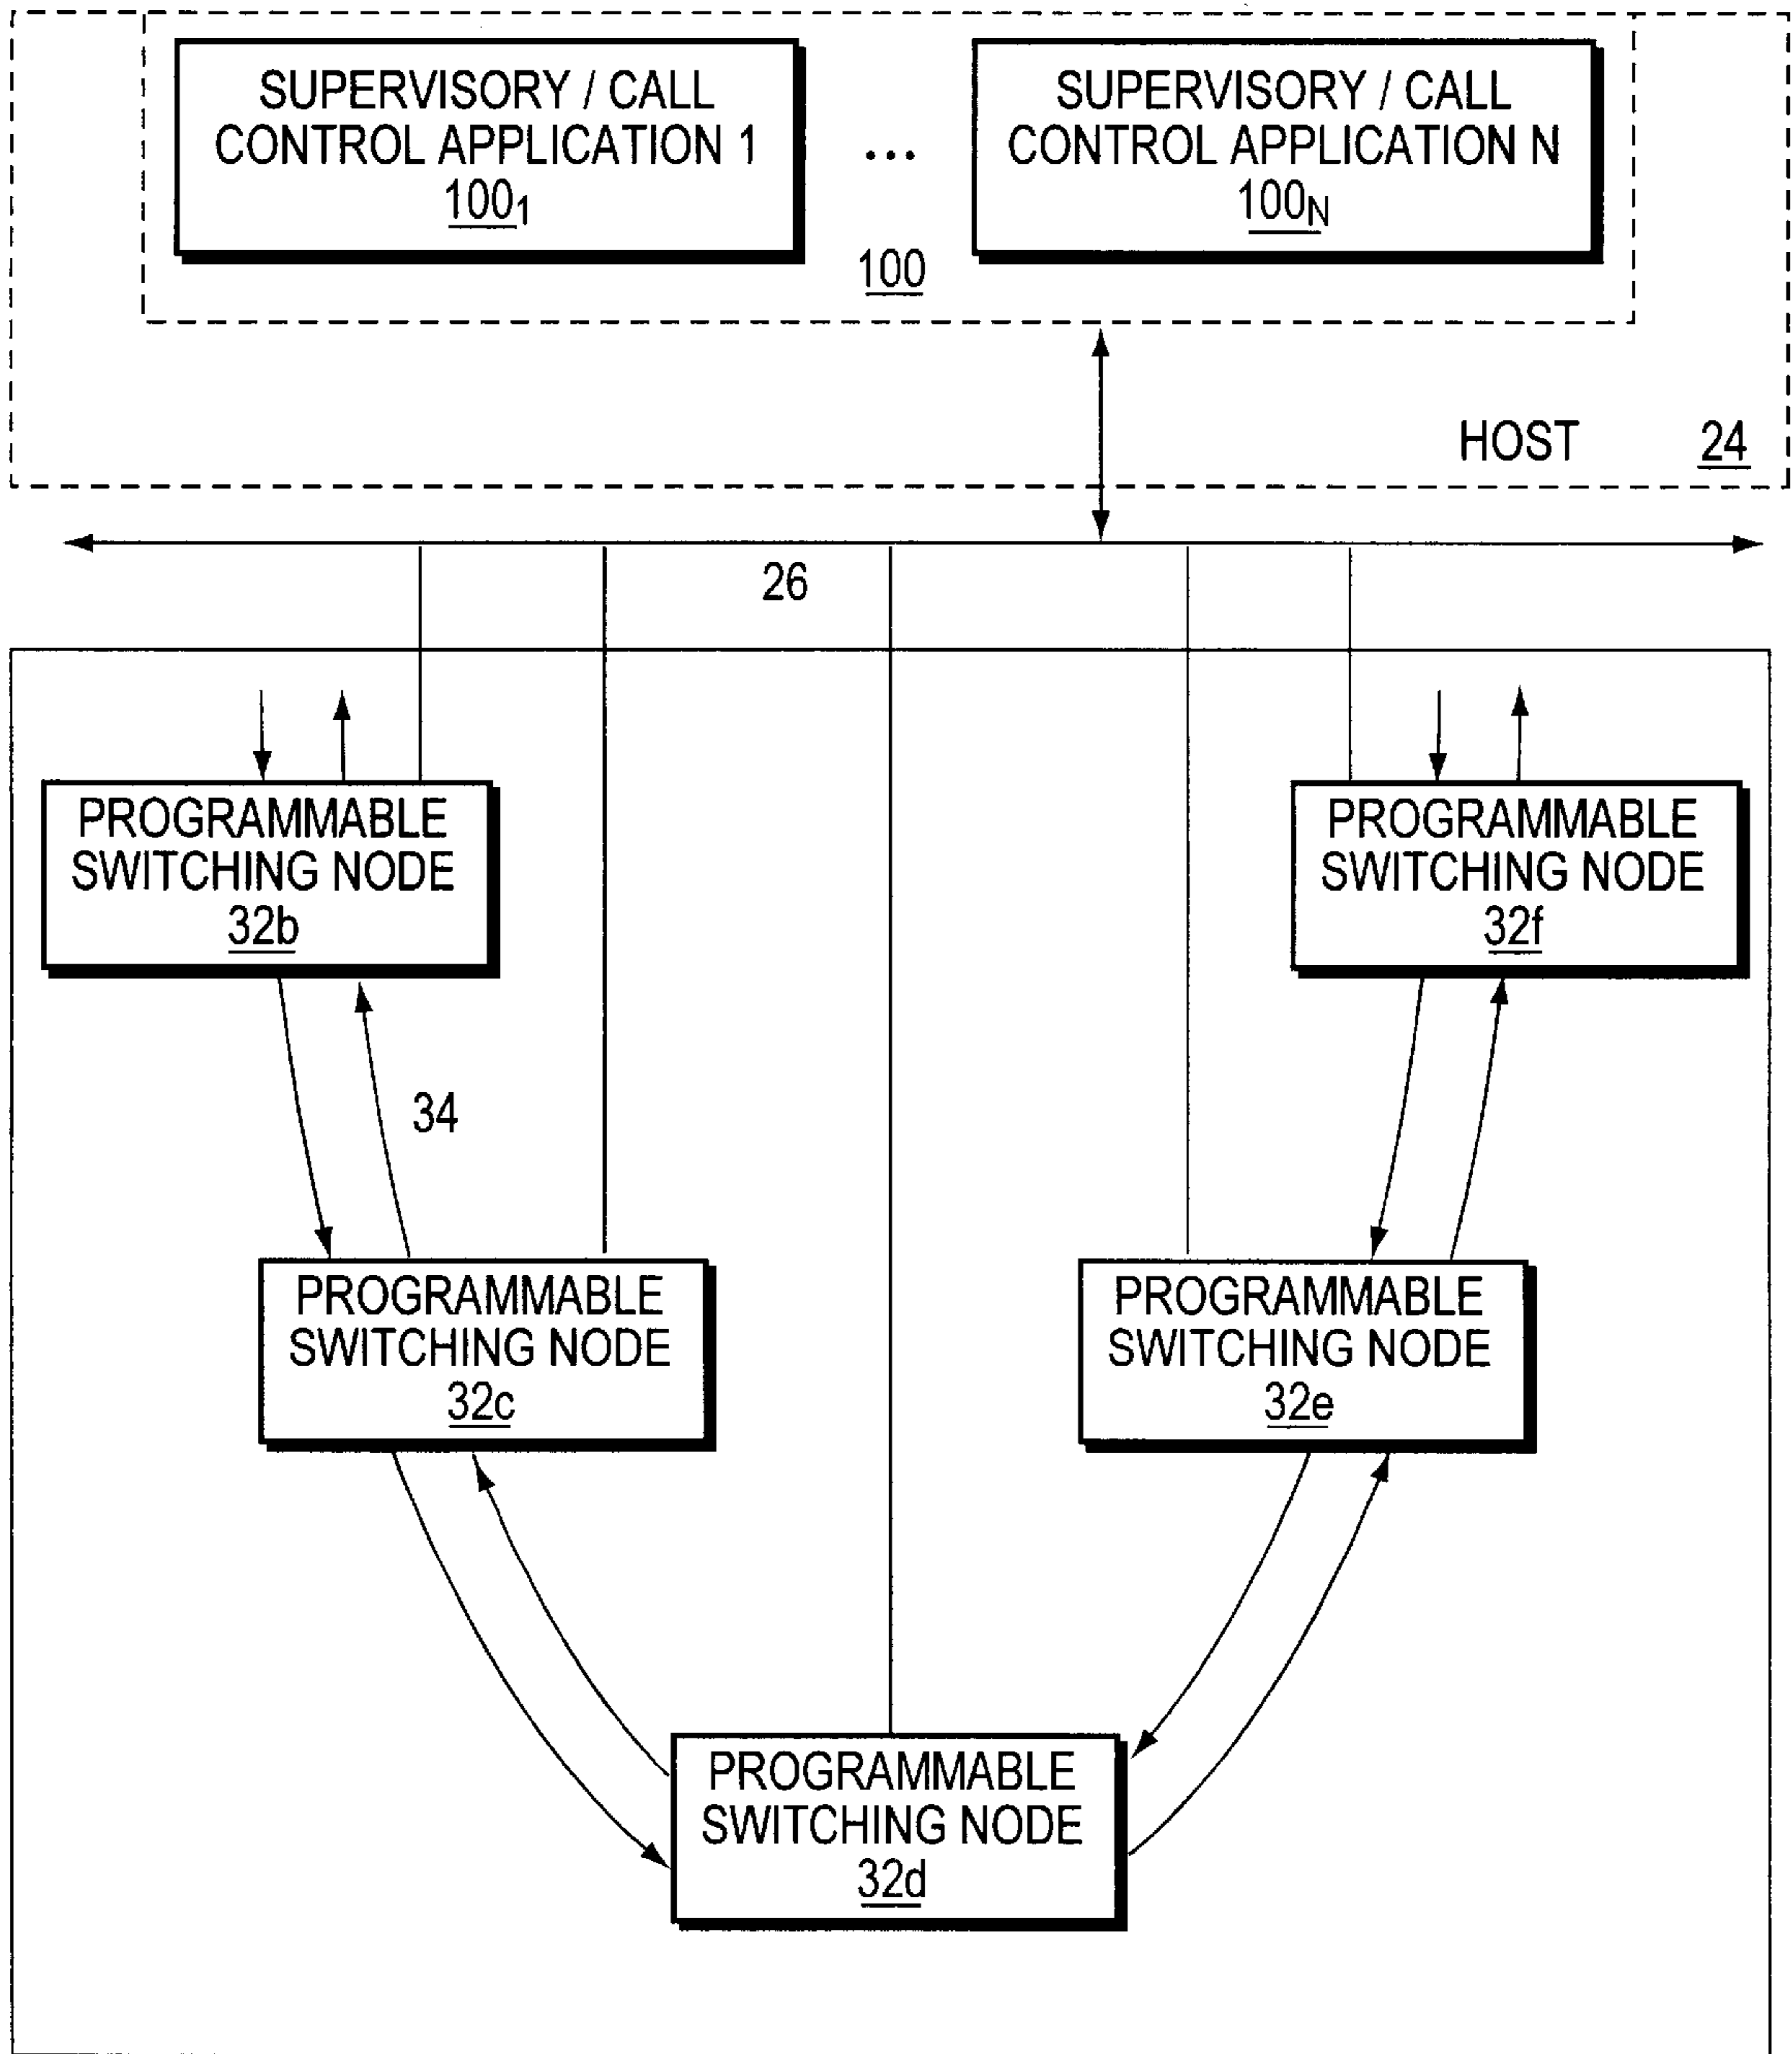 SUPERVISORY / CALL
CONTROL APPLICATION 1
100₁
...
SUPERVISORY / CALL
CONTROL APPLICATION N
100N
100
HOST 24
26
PROGRAMMABLE
SWITCHING NODE
32b
PROGRAMMABLE
SWITCHING NODE
32f
34
PROGRAMMABLE
SWITCHING NODE
32c
PROGRAMMABLE
SWITCHING NODE
32e
PROGRAMMABLE
SWITCHING NODE
32d